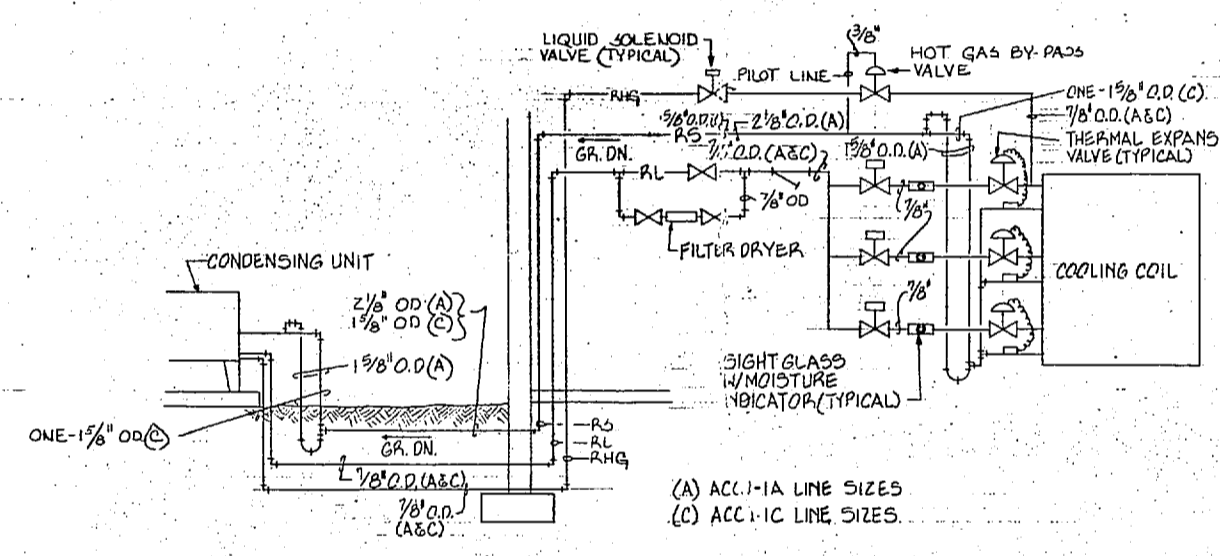 3/8"
LIQUID SOLENOID
VALVE (TYPICAL)
PILOT LINE
HOT GAS BY-PASS
VALVE
RHG
ONE-1 5/8" O.D. (C)
7/8" O.D. (A&C)
5/8" O.D.
2 1/8" O.D. (A)
RS
GR. DN.
O.D. (A&C)
1 5/8" O.D. (A)
THERMAL EXPANS
VALVE (TYPICAL)
RL
7/8" OD
7/8"
FILTER DRYER
CONDENSING UNIT
COOLING COIL
2 1/8" OD (A)
1 5/8" OD (C)
7/8"
1 5/8" O.D (A)
SIGHT GLASS
W/MOISTURE
NDICATOR (TYPICAL)
ONE-1 5/8" OD (C)
GR. DN.
RS
RL
RHG
7/8" O.D. (A&C)
7/8" O.D.
(A&C)
(A) ACC.1-1A LINE SIZES
(C) ACC 1-1C LINE SIZES.